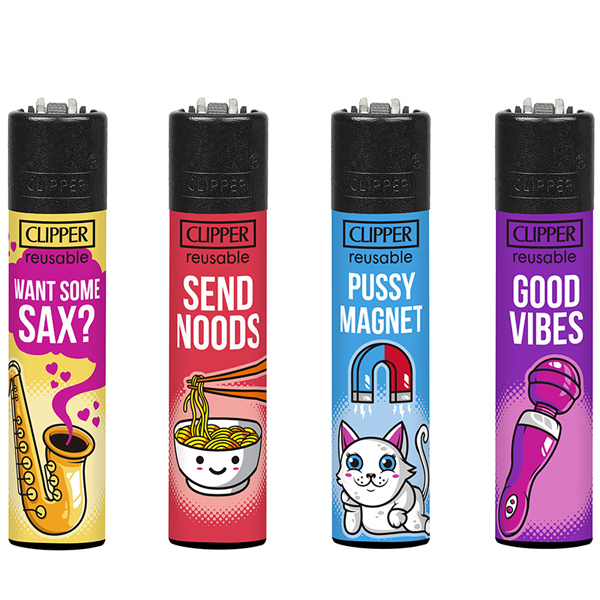 CLIPPER
CLIPPER
reusable
WANT SOME
SAX?
CLIPPER
CLIPPER
reusable
SEND
NOODS
CLIPPER
CLIPPER
reusable
PUSSY
MAGNET
CLIPPER
CLIPPER
reusable
GOOD
VIBES